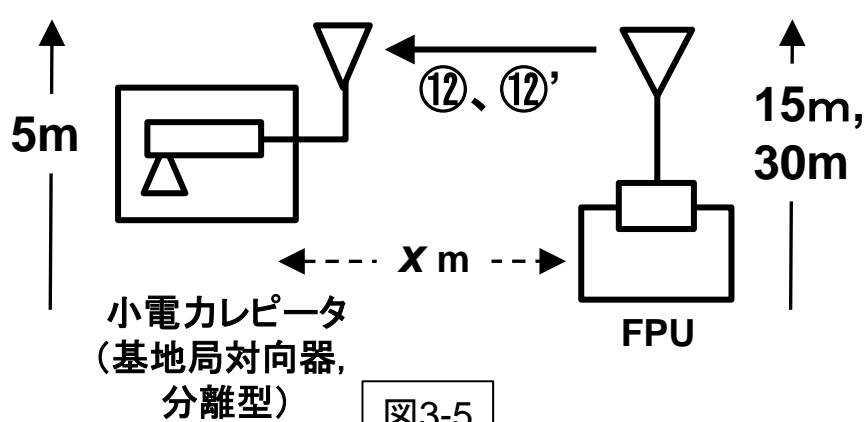 ⑫、⑫’
5m
15m,
30m
x m
小電力レピータ
（基地局対向器,
分離型）
FPU
図3-5